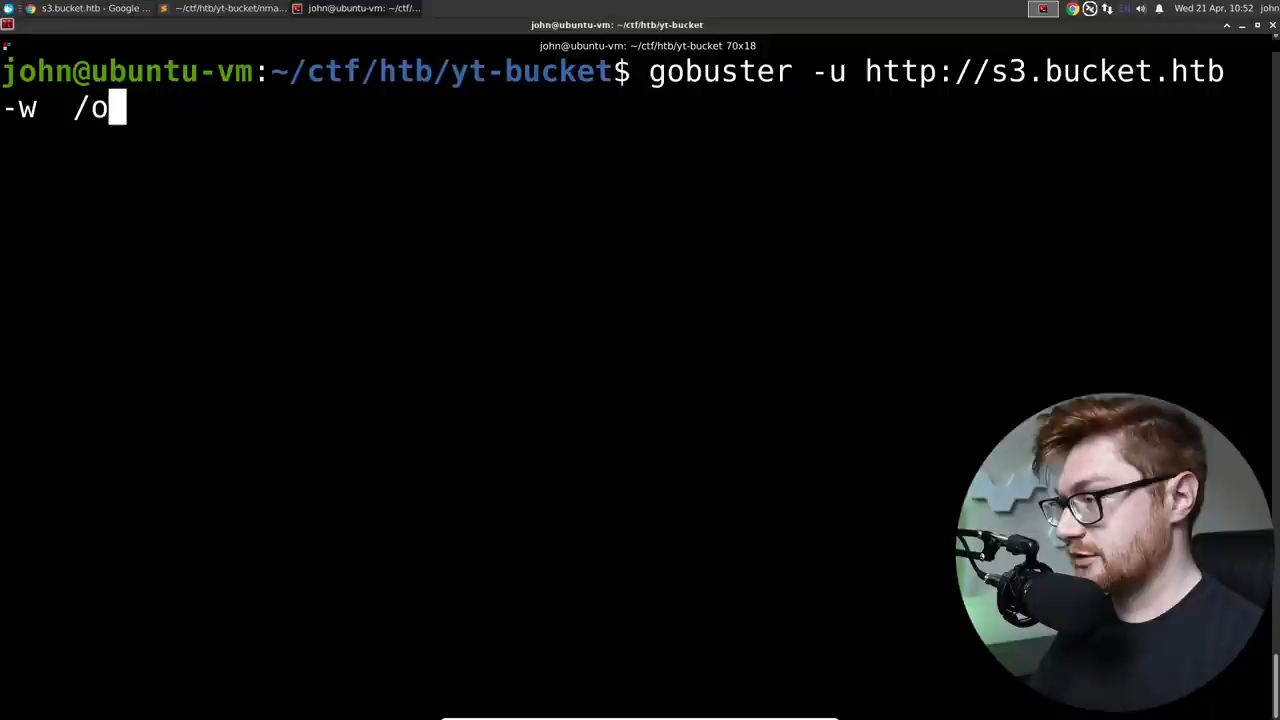 s3.bucket.htb - Google ...
~/ctf/htb/yt-bucket/nma...
john@ubuntu-vm: ~/ctf/...
EN
Wed 21 Apr, 10:52
john
john@ubuntu-vm: ~/ctf/htb/yt-bucket
john@ubuntu-vm: ~/ctf/htb/yt-bucket 70x18
john@ubuntu-vm:~/ctf/htb/yt-bucket$ gobuster -u http://s3.bucket.htb
-w  /o